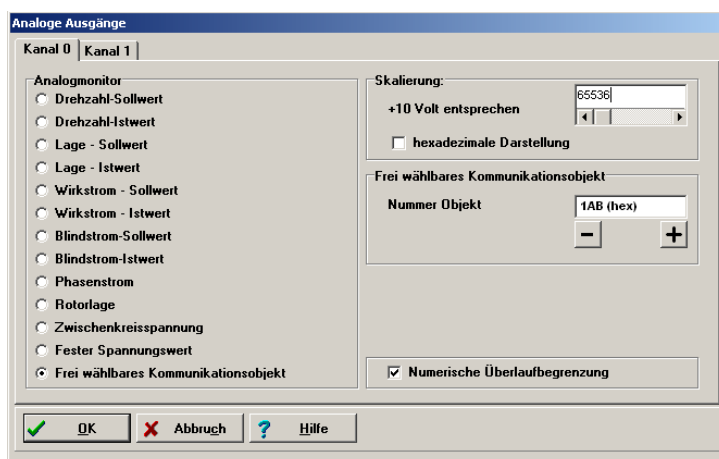 Analoge Ausgänge
Kanal 0
Kanal 1
Analogmonitor
Drehzahl-Sollwert
Drehzahl-Istwert
Lage - Sollwert
Lage - Istwert
Wirkstrom - Sollwert
Wirkstrom - Istwert
Blindstrom-Sollwert
Blindstrom-Istwert
Phasenstrom
Rotorlage
Zwischenkreisspannung
Fester Spannungswert
Frei wählbares Kommunikationsobjekt
Skalierung:
+10 Volt entsprechen
65536
hexadezimale Darstellung
Frei wählbares Kommunikationsobjekt
Nummer Objekt
1AB (hex)
Numerische Überlaufbegrenzung
OK
Abbruch
Hilfe